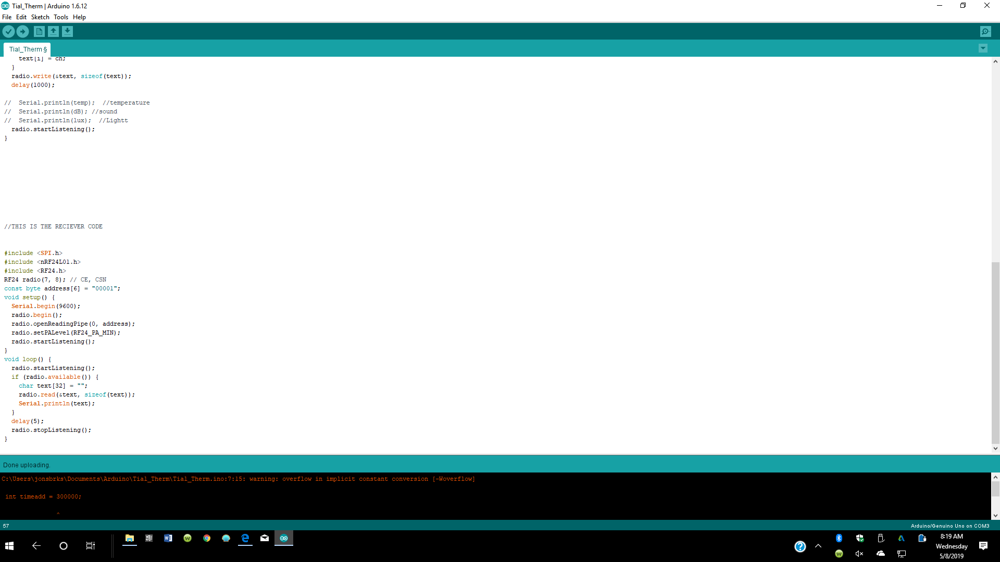 Tial_Therm | Arduino 1.6.12
File Edit Sketch Tools Help
Tial_Therm §
text[i] = ch;
}
radio.write(&text, sizeof(text));
delay(1000);
//  Serial.println(temp);  //temperature
//  Serial.println(dB); //sound
//  Serial.println(lux);  //Lightt
radio.startListening();
}
//THIS IS THE RECIEVER CODE
#include <SPI.h>
#include <nRF24L01.h>
#include <RF24.h>
RF24 radio(7, 8); // CE, CSN
const byte address[6] = "00001";
void setup() {
Serial.begin(9600);
radio.begin();
radio.openReadingPipe(0, address);
radio.setPALevel(RF24_PA_MIN);
radio.startListening();
}
void loop() {
radio.startListening();
if (radio.available()) {
char text[32] = "";
radio.read(&text, sizeof(text));
Serial.println(text);
}
delay(5);
radio.stopListening();
}
Done uploading.
C:\Users\jonsbrks\Documents\Arduino\Tial_Therm\Tial_Therm.ino:7:15: warning: overflow in implicit constant conversion [-Woverflow]
int timeadd = 300000;
^
57
Arduino/Genuino Uno on COM3
8:19 AM
Wednesday
5/8/2019